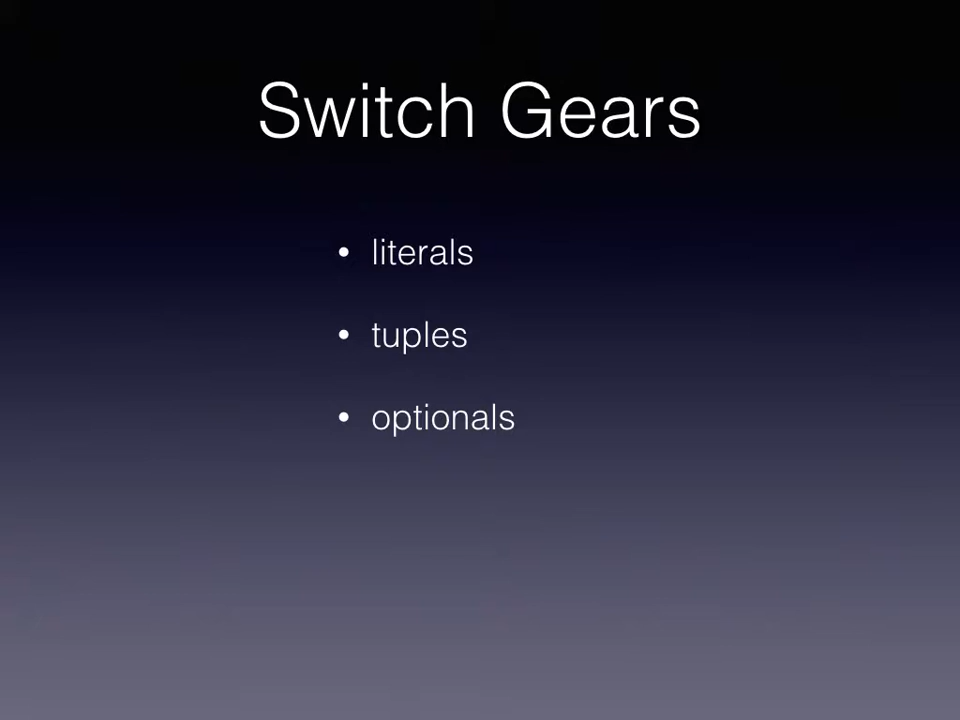 Switch Gears
• literals
• tuples
• optionals